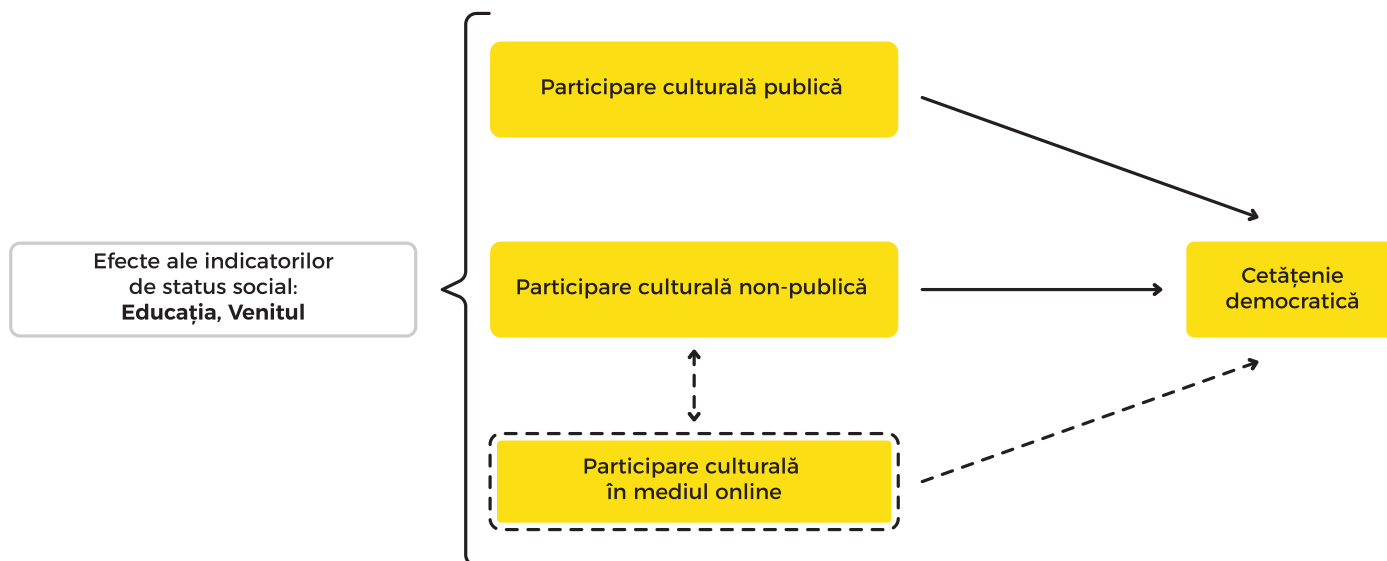 Participare culturală publică
Efecte ale indicatorilor
de status social:
Educația, Venitul
Participare culturală non-publică
Cetățenie
democratică
Participare culturală
în mediul online